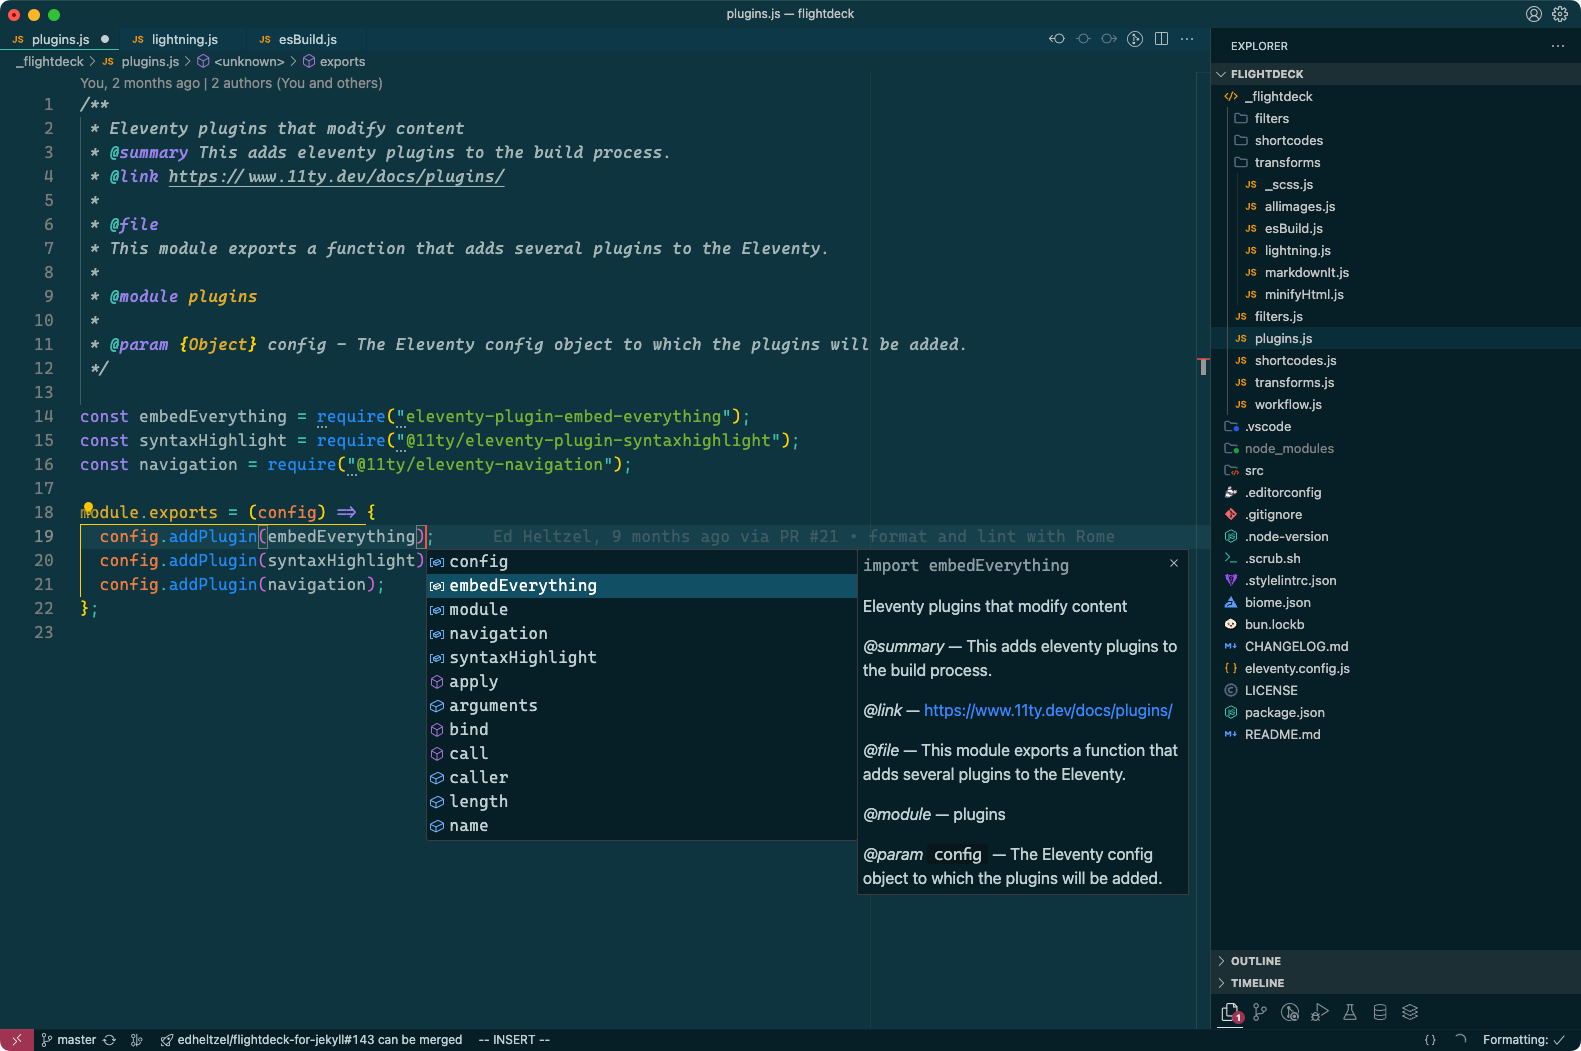 plugins.js — flightdeck
JS plugins.js
JS lightning.js
JS esBuild.js
_flightdeck > JS plugins.js > <unknown> > exports
You, 2 months ago | 2 authors (You and others)
1 /**
2 * Eleventy plugins that modify content
3 * @summary This adds eleventy plugins to the build process.
4 * @link https://www.11ty.dev/docs/plugins/
5 *
6 * @file
7 * This module exports a function that adds several plugins to the Eleventy.
8 *
9 * @module plugins
10 *
11 * @param {Object} config - The Eleventy config object to which the plugins will be added.
12 */
13
14 const embedEverything = require("eleventy-plugin-embed-everything");
15 const syntaxHighlight = require("@11ty/eleventy-plugin-syntaxhighlight");
16 const navigation = require("@11ty/eleventy-navigation");
17
18 module.exports = (config) => {
19 config.addPlugin(embedEverything); Ed Heltzel, 9 months ago via PR #21 • format and lint with Rome
20 config.addPlugin(syntaxHighlight)
21 config.addPlugin(navigation);
22 };
23
config
embedEverything
module
navigation
syntaxHighlight
apply
arguments
bind
call
caller
length
name
import embedEverything
Eleventy plugins that modify content
@summary — This adds eleventy plugins to
the build process.
@link — https://www.11ty.dev/docs/plugins/
@file — This module exports a function that
adds several plugins to the Eleventy.
@module — plugins
@param config — The Eleventy config
object to which the plugins will be added.
EXPLORER
FLIGHTDECK
_flightdeck
filters
shortcodes
transforms
JS _scss.js
JS allimages.js
JS esBuild.js
JS lightning.js
JS markdownIt.js
JS minifyHtml.js
JS filters.js
JS plugins.js
JS shortcodes.js
JS transforms.js
JS workflow.js
.vscode
node_modules
src
.editorconfig
.gitignore
.node-version
.scrub.sh
.stylelintrc.json
biome.json
bun.lockb
CHANGELOG.md
eleventy.config.js
LICENSE
package.json
README.md
OUTLINE
TIMELINE
1
master
edheltzel/flightdeck-for-jekyll#143 can be merged
-- INSERT --
{ }
Formatting: ✓